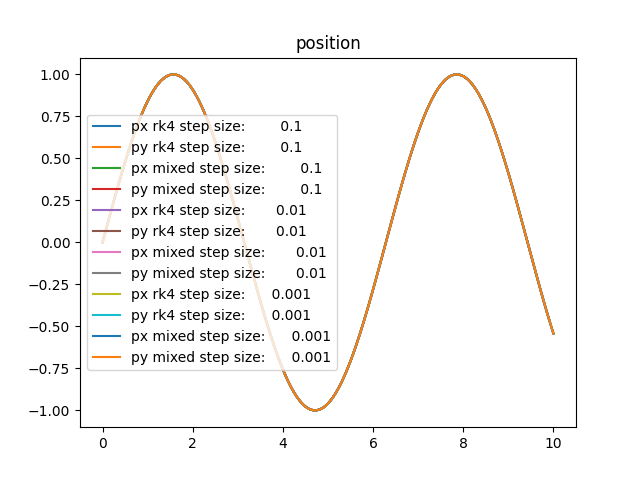 position
1.00
0.75
0.50
0.25
0.00
−0.25
−0.50
−0.75
−1.00
px rk4 step size: 0.1
py rk4 step size: 0.1
px mixed step size: 0.1
py mixed step size: 0.1
px rk4 step size: 0.01
py rk4 step size: 0.01
px mixed step size: 0.01
py mixed step size: 0.01
px rk4 step size: 0.001
py rk4 step size: 0.001
px mixed step size: 0.001
py mixed step size: 0.001
0 2 4 6 8 10